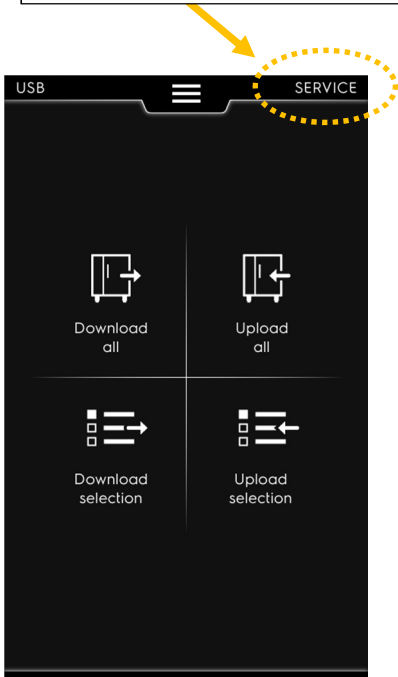 USB
SERVICE
Download
all
Upload
all
Download
selection
Upload
selection